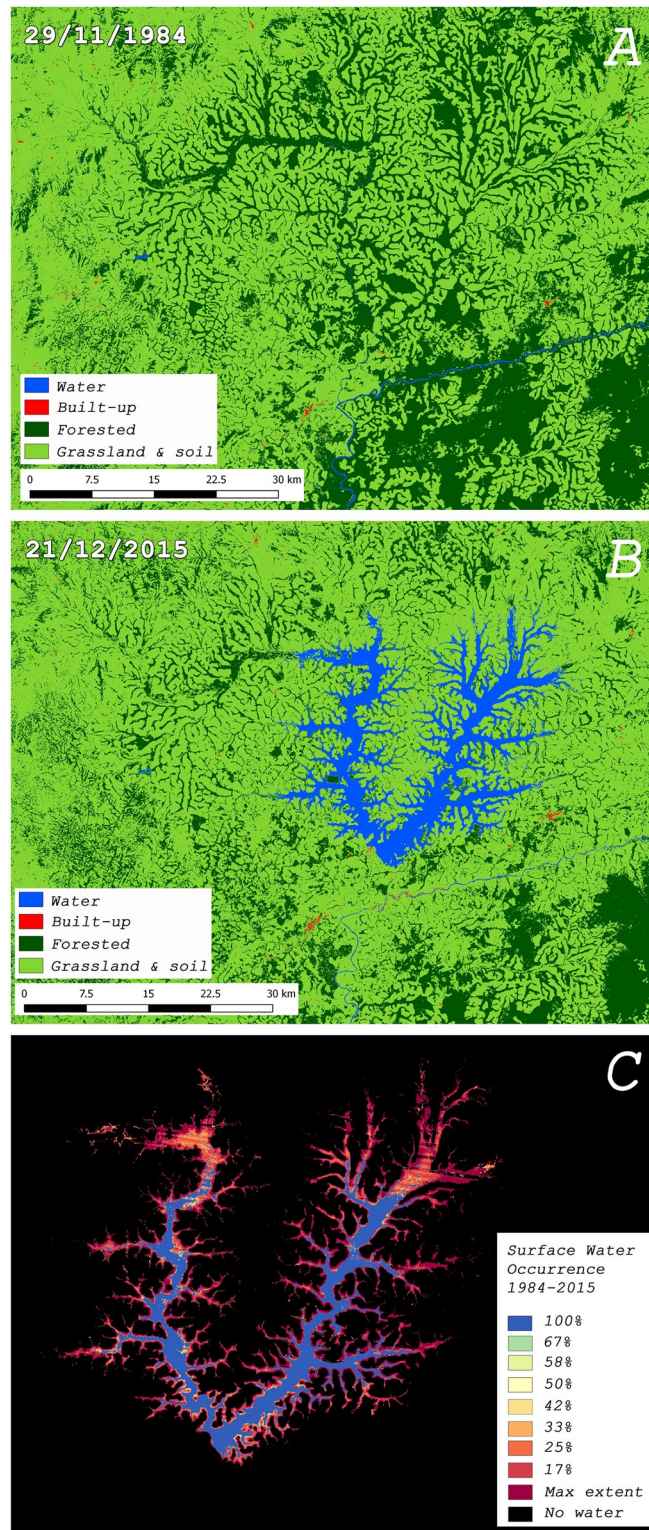 29/11/1984
A
Water
Built-up
Forested
Grassland & soil
0 7.5 15 22.5 30 km
21/12/2015
B
Water
Built-up
Forested
Grassland & soil
0 7.5 15 22.5 30 km
C
Surface Water
Occurrence
1984-2015
100%
67%
58%
50%
42%
33%
25%
17%
Max extent
No water